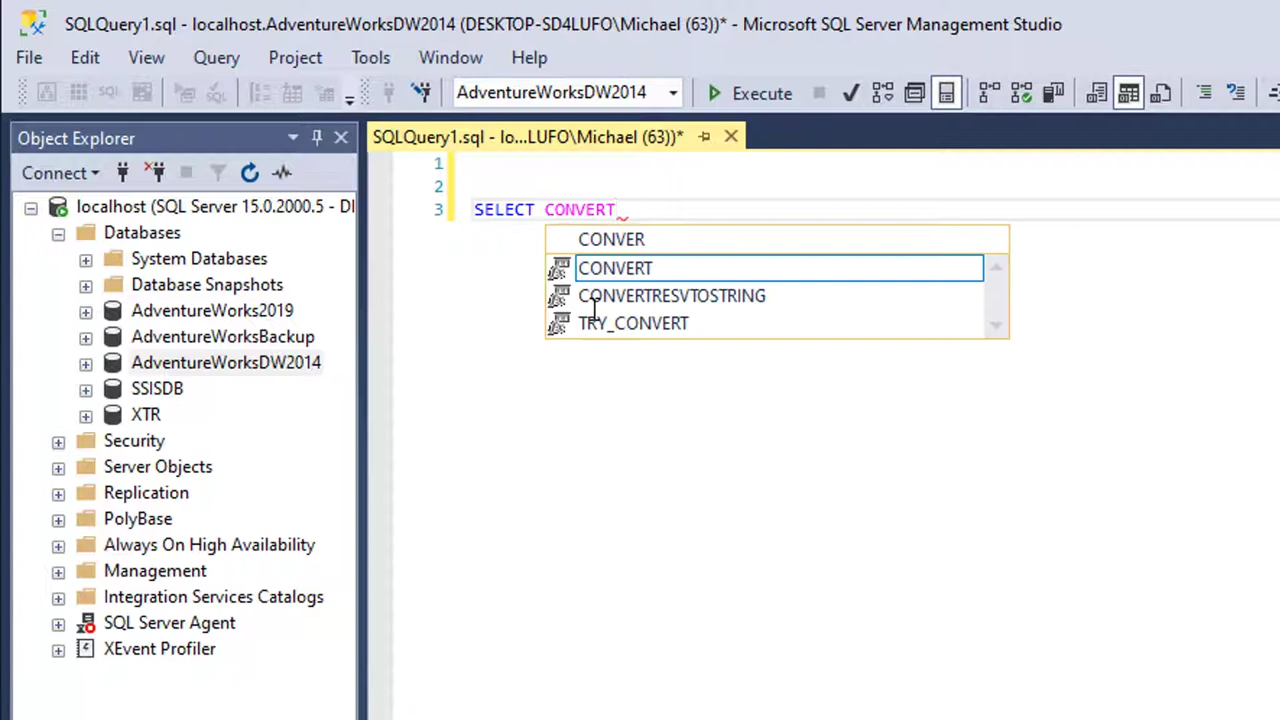 SQLQuery1.sql - localhost.AdventureWorksDW2014 (DESKTOP-SD4LUFO\Michael (63))* - Microsoft SQL Server Management Studio
File Edit View Query Project Tools Window Help
AdventureWorksDW2014 Execute
Object Explorer
SQLQuery1.sql - lo...LUFO\Michael (63))*
Connect
localhost (SQL Server 15.0.2000.5 - DI
Databases
System Databases
Database Snapshots
AdventureWorks2019
AdventureWorksBackup
AdventureWorksDW2014
SSISDB
XTR
Security
Server Objects
Replication
PolyBase
Always On High Availability
Management
Integration Services Catalogs
SQL Server Agent
XEvent Profiler
1
2
3 SELECT CONVERT
CONVER
CONVERT
CONVERTRESVTOSTRING
TRY_CONVERT